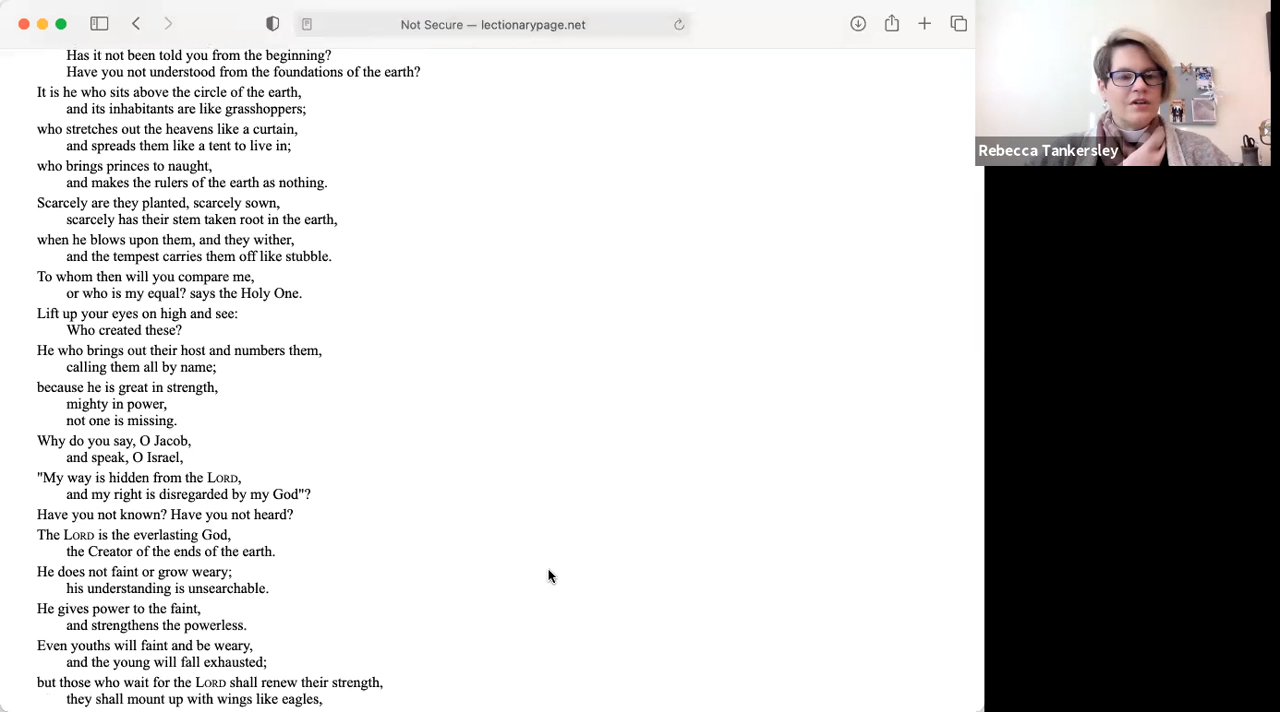 Not Secure — lectionarypage.net
Has it not been told you from the beginning?
Have you not understood from the foundations of the earth?
It is he who sits above the circle of the earth,
and its inhabitants are like grasshoppers;
who stretches out the heavens like a curtain,
and spreads them like a tent to live in;
who brings princes to naught,
and makes the rulers of the earth as nothing.
Scarcely are they planted, scarcely sown,
scarcely has their stem taken root in the earth,
when he blows upon them, and they wither,
and the tempest carries them off like stubble.
To whom then will you compare me,
or who is my equal? says the Holy One.
Lift up your eyes on high and see:
Who created these?
He who brings out their host and numbers them,
calling them all by name;
because he is great in strength,
mighty in power,
not one is missing.
Why do you say, O Jacob,
and speak, O Israel,
"My way is hidden from the LORD,
and my right is disregarded by my God"?
Have you not known? Have you not heard?
The LORD is the everlasting God,
the Creator of the ends of the earth.
He does not faint or grow weary;
his understanding is unsearchable.
He gives power to the faint,
and strengthens the powerless.
Even youths will faint and be weary,
and the young will fall exhausted;
but those who wait for the LORD shall renew their strength,
they shall mount up with wings like eagles,
Rebecca Tankersley